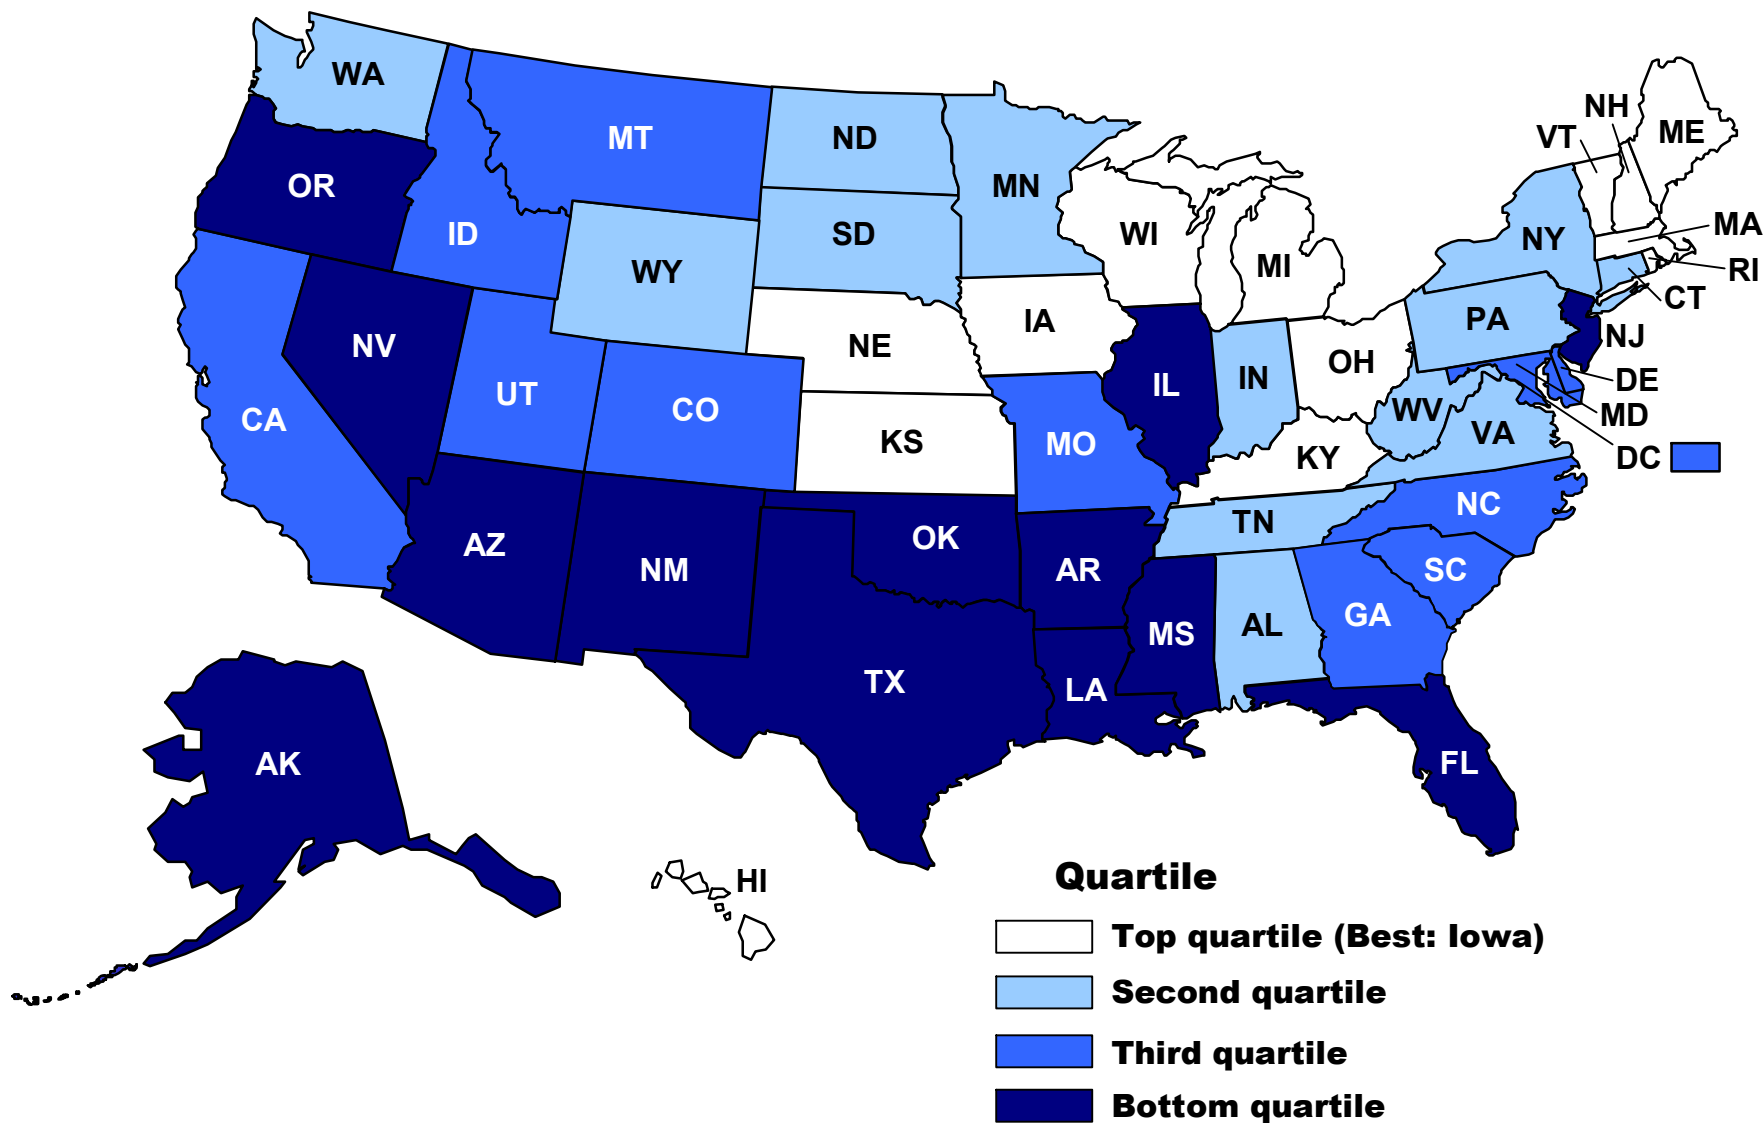 WA
MT
ND
MN
OR
ID
SD
WY
WI
MI
NH
VT
ME
MA
NY
RI
CT
IA
NE
PA
NJ
NV
UT
CO
CA
KS
MO
IL
IN
OH
DE
MD
WV
VA
DC
KY
NC
TN
AZ
NM
OK
AR
SC
GA
AL
MS
LA
TX
FL
AK
HI
Quartile
Top quartile (Best: Iowa)
Second quartile
Third quartile
Bottom quartile